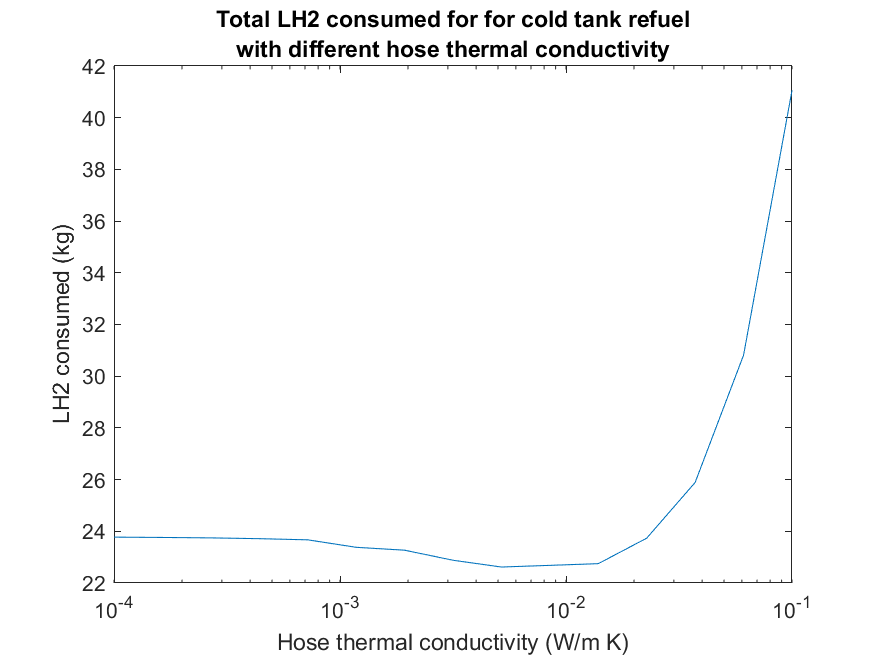 Total LH2 consumed for for cold tank refuel
with different hose thermal conductivity
42
40
38
36
34
32
30
28
26
24
22
LH2 consumed (kg)
10-4 10-3 10-2 10-1
Hose thermal conductivity (W/m K)